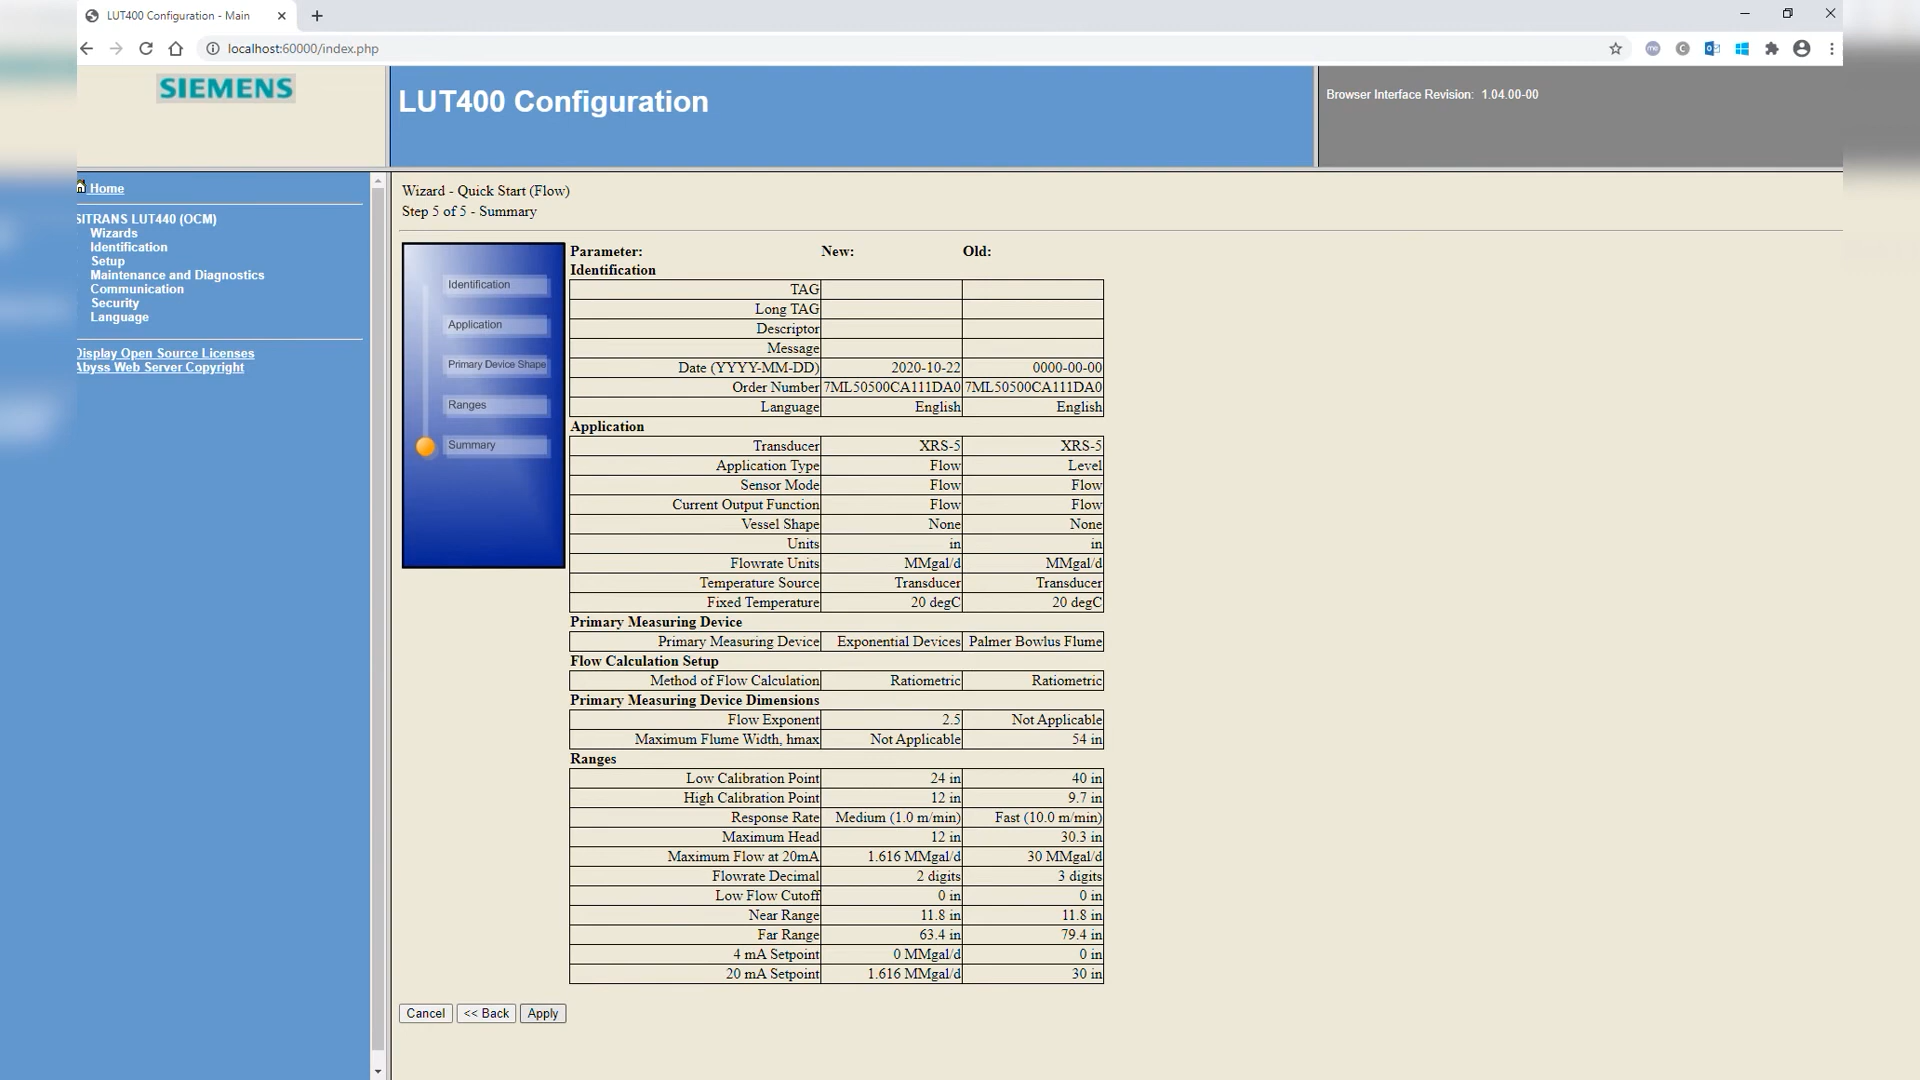 LUT400 Configuration - Main
localhost:60000/index.php
SIEMENS
LUT400 Configuration
Browser Interface Revision: 1.04.00-00
Home
SITRANS LUT440 (OCM)
Wizards
Identification
Setup
Maintenance and Diagnostics
Communication
Security
Language
Display Open Source Licenses
Abyss Web Server Copyright
Wizard - Quick Start (Flow)
Step 5 of 5 - Summary
Identification
Application
Primary Device Shape
Ranges
Summary
Parameter: New: Old:
Identification
TAG
Long TAG
Descriptor
Message
Date (YYYY-MM-DD) 2020-10-22 0000-00-00
Order Number 7ML50500CA111DA0 7ML50500CA111DA0
Language English English
Application
Transducer XRS-5 XRS-5
Application Type Flow Level
Sensor Mode Flow Flow
Current Output Function Flow Flow
Vessel Shape None None
Units in in
Flowrate Units MMgal/d MMgal/d
Temperature Source Transducer Transducer
Fixed Temperature 20 degC 20 degC
Primary Measuring Device
Primary Measuring Device Exponential Devices Palmer Bowlus Flume
Flow Calculation Setup
Method of Flow Calculation Ratiometric Ratiometric
Primary Measuring Device Dimensions
Flow Exponent 2.5 Not Applicable
Maximum Flume Width, hmax Not Applicable 54 in
Ranges
Low Calibration Point 24 in 40 in
High Calibration Point 12 in 9.7 in
Response Rate Medium (1.0 m/min) Fast (10.0 m/min)
Maximum Head 12 in 30.3 in
Maximum Flow at 20mA 1.616 MMgal/d 30 MMgal/d
Flowrate Decimal 2 digits 3 digits
Low Flow Cutoff 0 in 0 in
Near Range 11.8 in 11.8 in
Far Range 63.4 in 79.4 in
4 mA Setpoint 0 MMgal/d 0 in
20 mA Setpoint 1.616 MMgal/d 30 in
Cancel << Back Apply